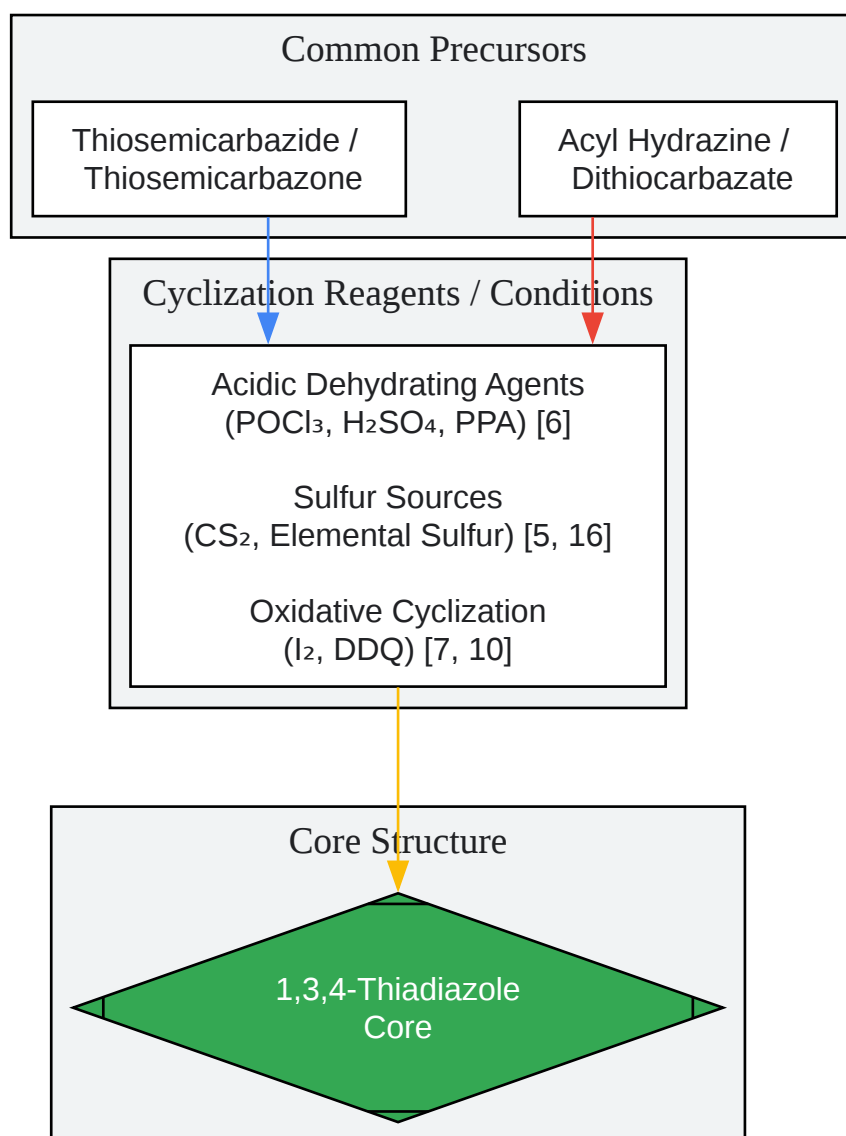 Common Precursors
Thiosemicarbazide /
Thiosemicarbazone
Acyl Hydrazine /
Dithiocarbazate
Cyclization Reagents / Conditions
Acidic Dehydrating Agents
(POCl₃, H₂SO₄, PPA) [6]
Sulfur Sources
(CS₂, Elemental Sulfur) [5, 16]
Oxidative Cyclization
(I₂, DDQ) [7, 10]
Core Structure
1,3,4-Thiadiazole
Core